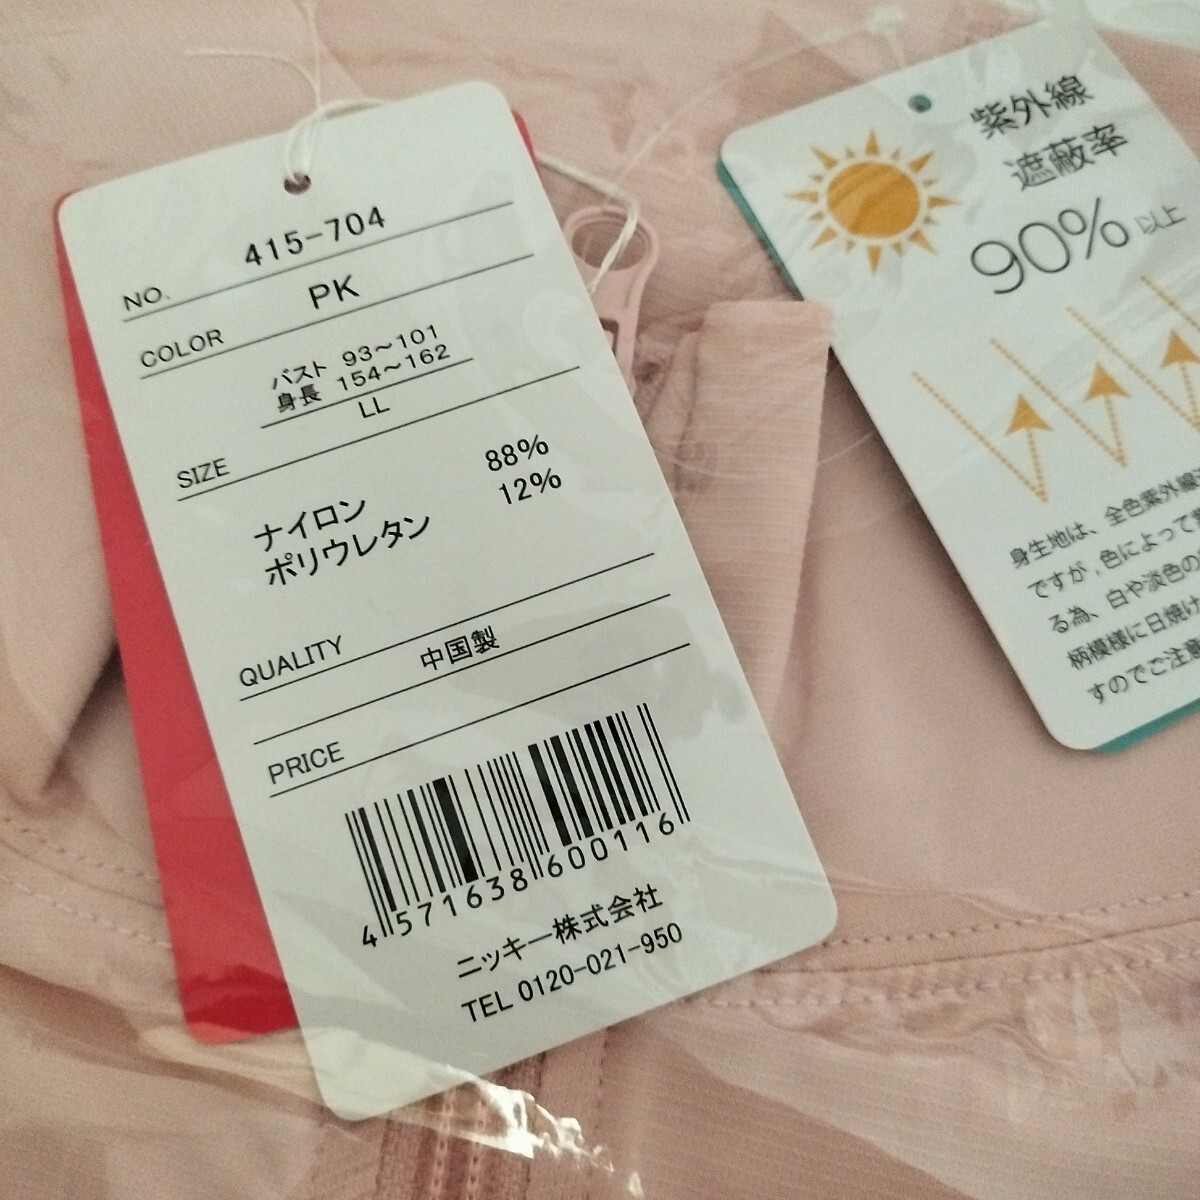 415-704
NO.
PK
COLOR
バスト 93～101
身長 154～162
LL
SIZE
ナイロン 88%
ポリウレタン 12%
QUALITY
中国製
PRICE
4 571638 600116
ニッキー株式会社
TEL 0120-021-950
紫外線
遮蔽率
90%以上
身生地は、全色紫外線
ですが,色によって
る為、白や淡色の
柄模様に日焼け
すのでご注意